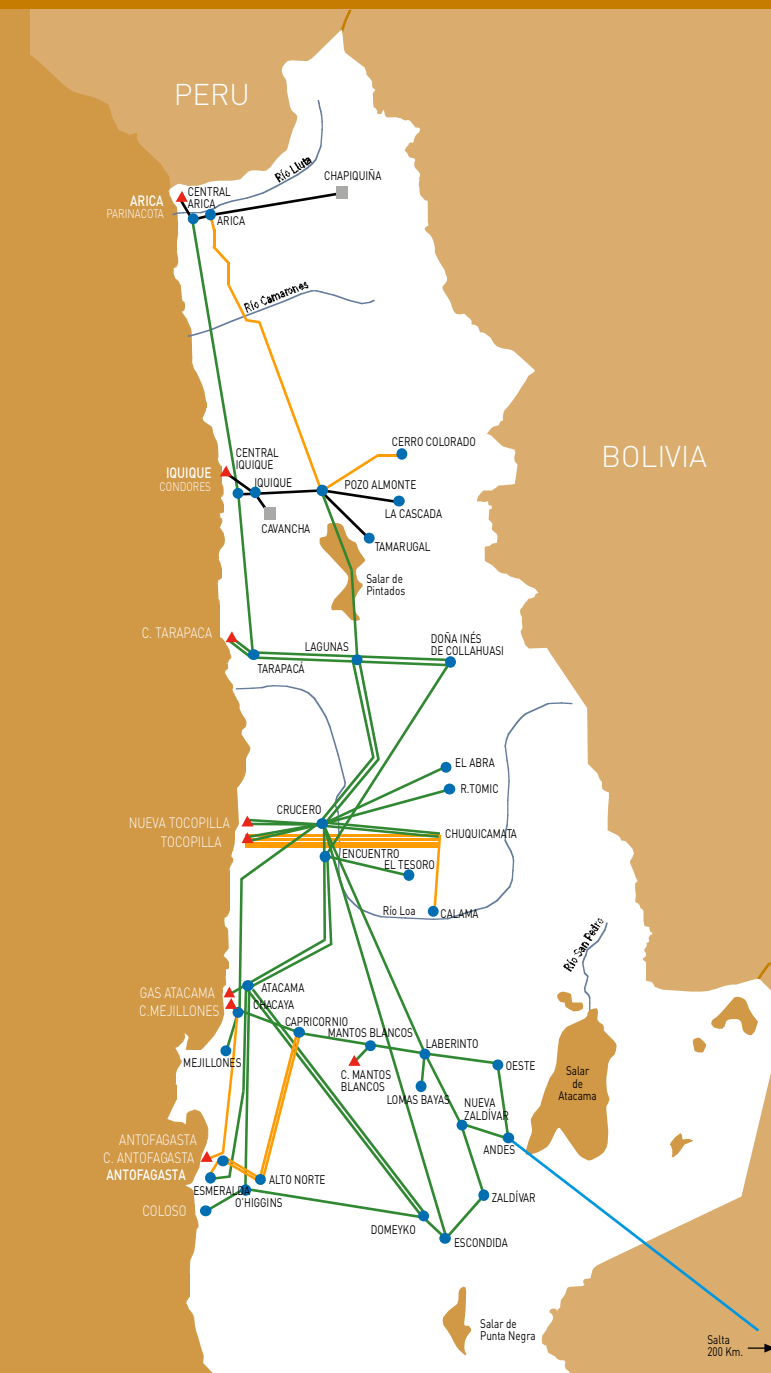 PERU
Río Lluta
CHAPIQUIÑA
CENTRAL
ARICA
ARICA
PARINACOTA
ARICA
Río Camarones
CERRO COLORADO
BOLIVIA
CENTRAL
IQUIQUE
IQUIQUE
CONDORES
IQUIQUE
POZO ALMONTE
LA CASCADA
CAVANCHA
TAMARUGAL
Salar de
Pintados
C. TARAPACA
LAGUNAS
DOÑA INÉS
DE COLLAHUASI
TARAPACÁ
EL ABRA
R.TOMIC
CRUCERO
NUEVA TOCOPILLA
TOCOPILLA
CHUQUICAMATA
ENCUENTRO
EL TESORO
Río Loa
CALAMA
Río San Pedro
GAS ATACAMA
ATACAMA
C.MEJILLONES
CHACAYA
CAPRICORNIO
MANTOS BLANCOS
LABERINTO
MEJILLONES
OESTE
C. MANTOS
BLANCOS
LOMAS BAYAS
Salar
de
Atacama
NUEVA
ZALDÍVAR
ANTOFAGASTA
C. ANTOFAGASTA
ANTOFAGASTA
ANDES
ALTO NORTE
ESMERALDA
O'HIGGINS
COLOSO
ZALDÍVAR
DOMEYKO
ESCONDIDA
Salar de
Punta Negra
Salta
200 Km.